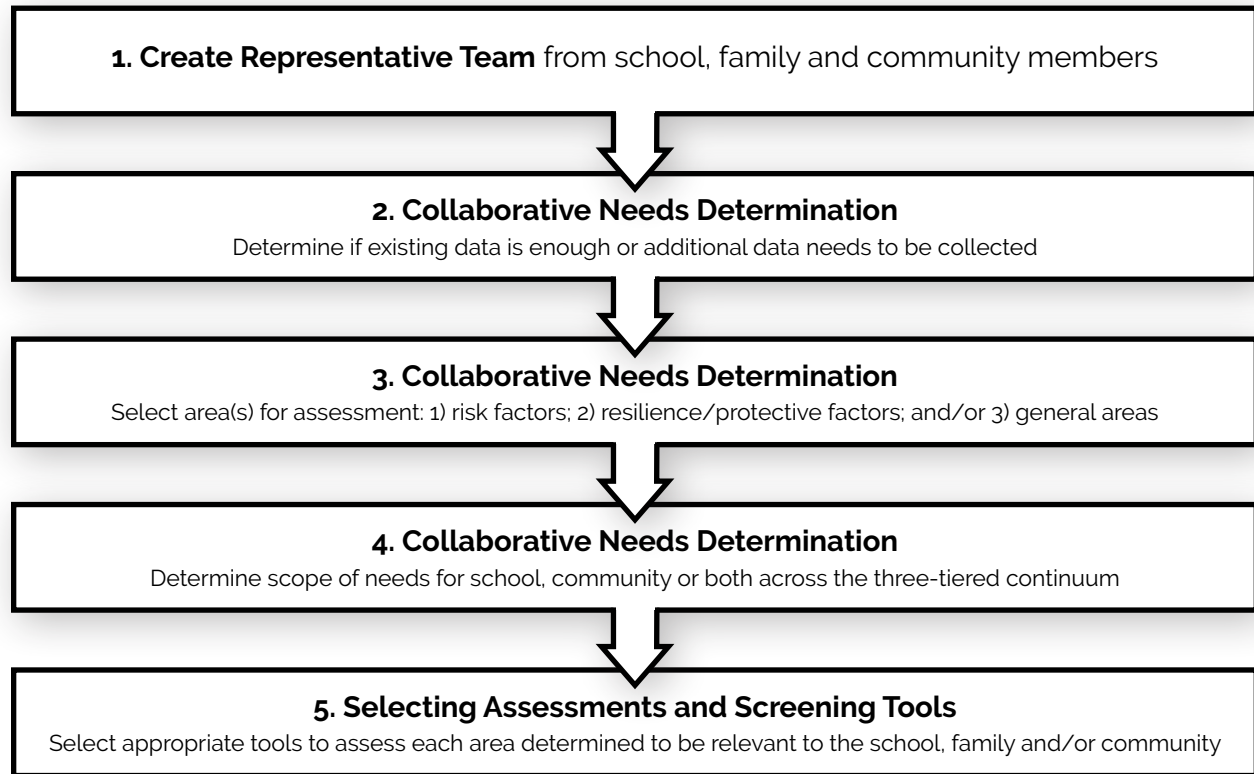 1. Create Representative Team from school, family and community members
2. Collaborative Needs Determination
Determine if existing data is enough or additional data needs to be collected
3. Collaborative Needs Determination
Select area(s) for assessment: 1) risk factors; 2) resilience/protective factors; and/or 3) general areas
4. Collaborative Needs Determination
Determine scope of needs for school, community or both across the three-tiered continuum
5. Selecting Assessments and Screening Tools
Select appropriate tools to assess each area determined to be relevant to the school, family and/or community